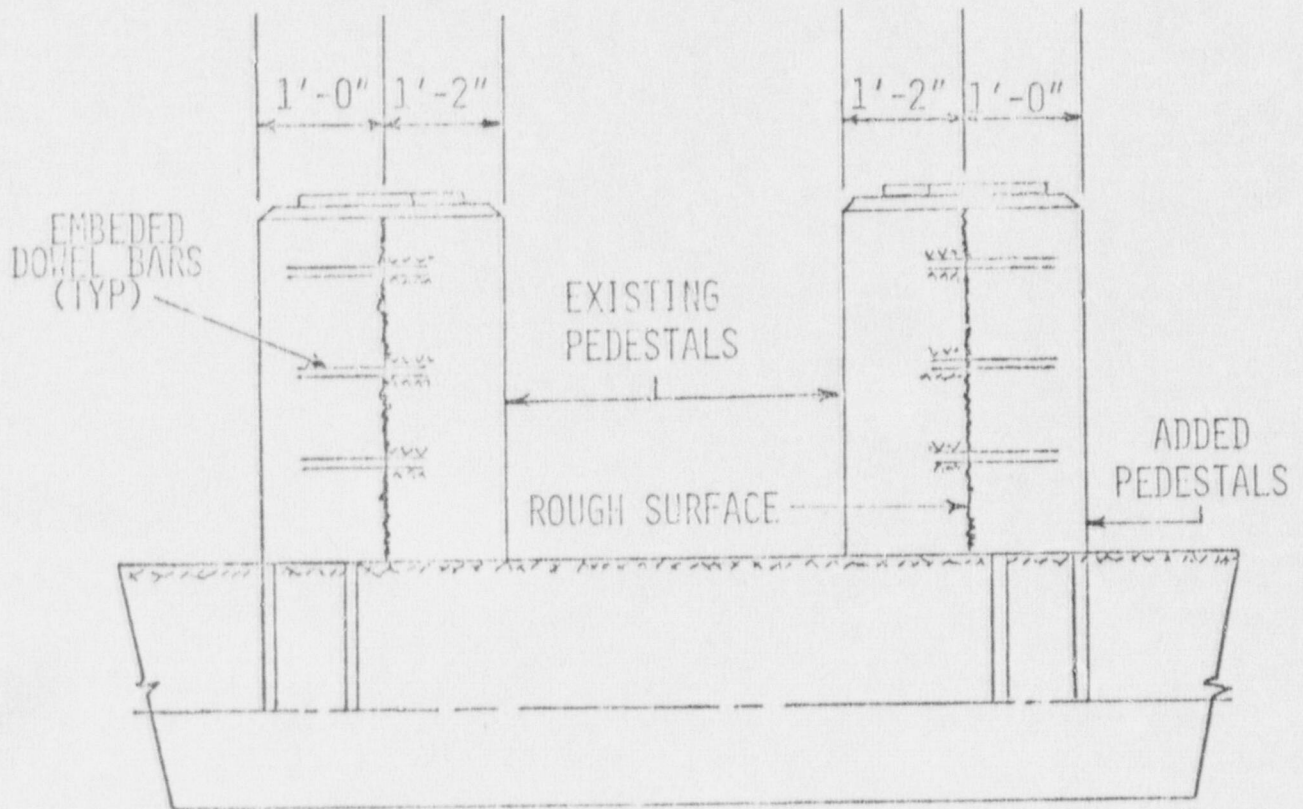 1'-0" 1'-2"
1'-2" 1'-0"
EMBEDED
DOWEL BARS
(TYP)
EXISTING
PEDESTALS
ADDED
PEDESTALS
ROUGH SURFACE